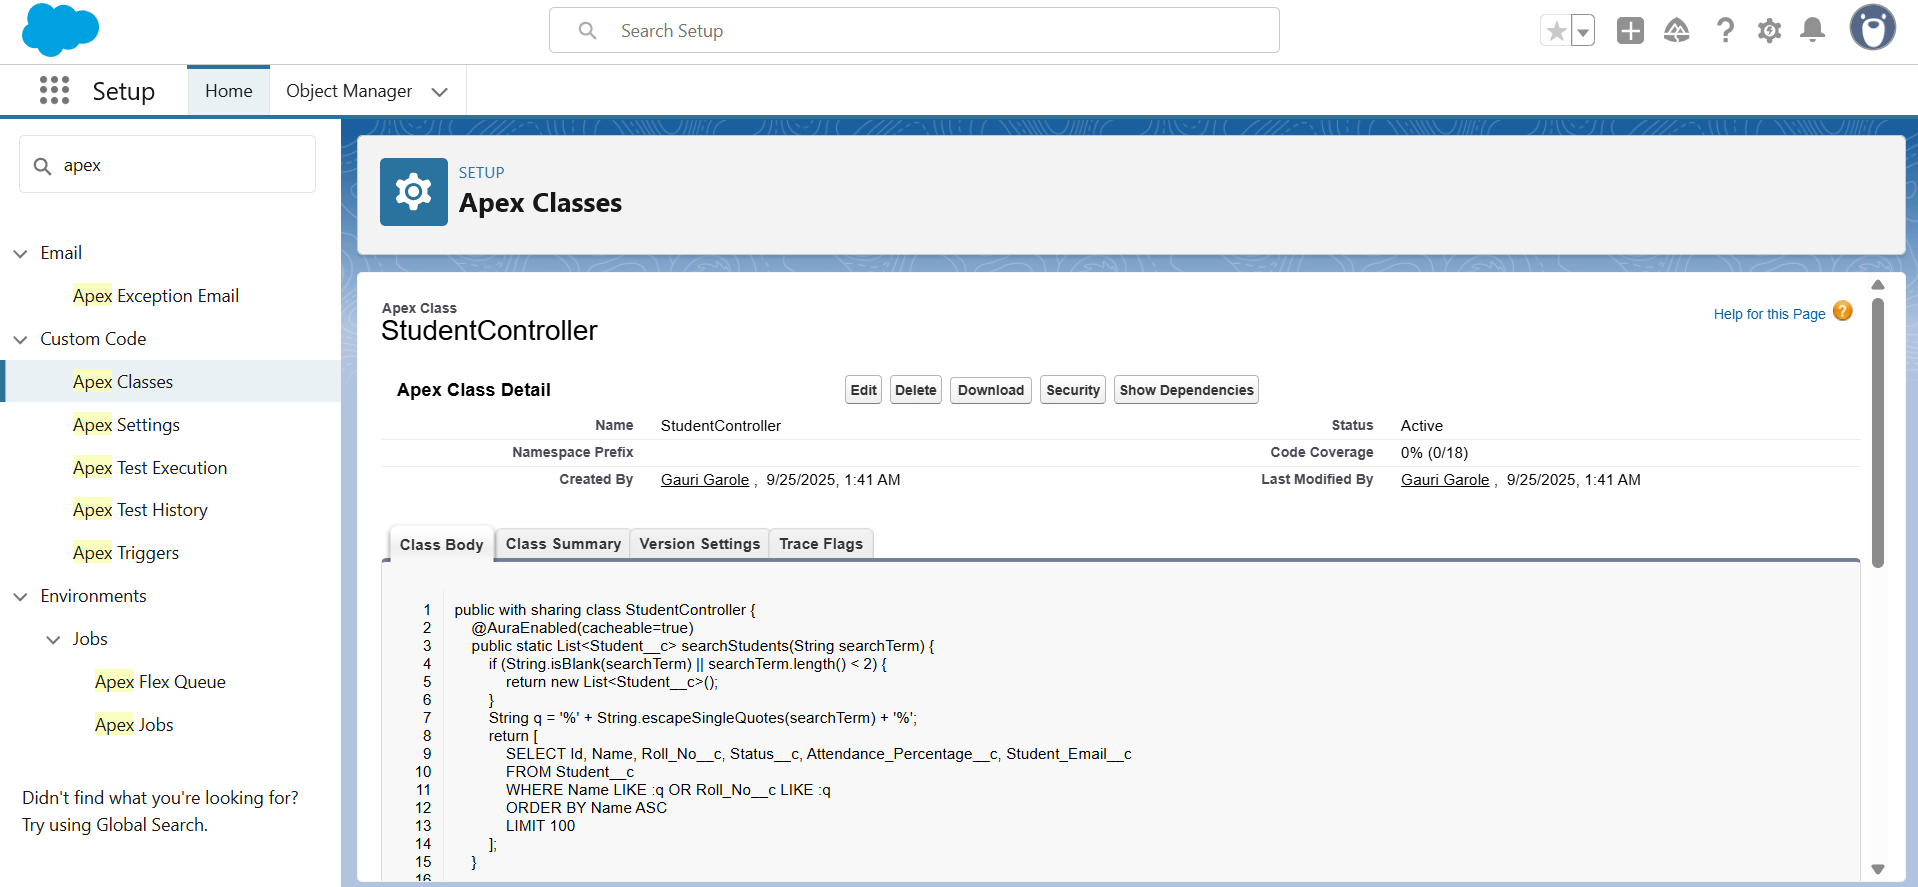 Search Setup
Setup
Home
Object Manager
apex
Email
Apex Exception Email
Custom Code
Apex Classes
Apex Settings
Apex Test Execution
Apex Test History
Apex Triggers
Environments
Jobs
Apex Flex Queue
Apex Jobs
Didn't find what you're looking for?
Try using Global Search.
SETUP
Apex Classes
Apex Class
StudentController
Help for this Page ?
Apex Class Detail
Edit Delete Download Security Show Dependencies
Name StudentController Status Active
Namespace Prefix Code Coverage 0% (0/18)
Created By Gauri Garole , 9/25/2025, 1:41 AM Last Modified By Gauri Garole , 9/25/2025, 1:41 AM
Class Body Class Summary Version Settings Trace Flags
1 public with sharing class StudentController {
2 @AuraEnabled(cacheable=true)
3 public static List<Student__c> searchStudents(String searchTerm) {
4 if (String.isBlank(searchTerm) || searchTerm.length() < 2) {
5 return new List<Student__c>();
6 }
7 String q = '%' + String.escapeSingleQuotes(searchTerm) + '%';
8 return [
9 SELECT Id, Name, Roll_No__c, Status__c, Attendance_Percentage__c, Student_Email__c
10 FROM Student__c
11 WHERE Name LIKE :q OR Roll_No__c LIKE :q
12 ORDER BY Name ASC
13 LIMIT 100
14 ];
15 }
16